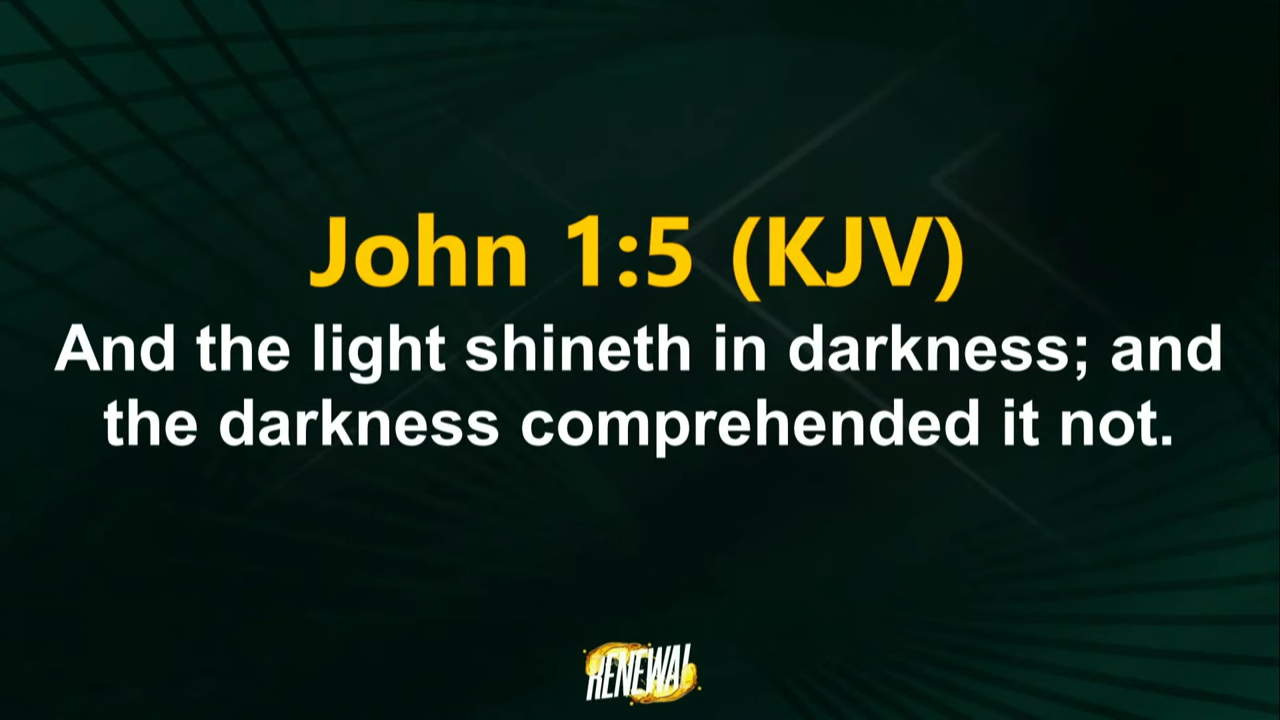 John 1:5 (KJV)
And the light shineth in darkness; and
the darkness comprehended it not.
RENEWAL